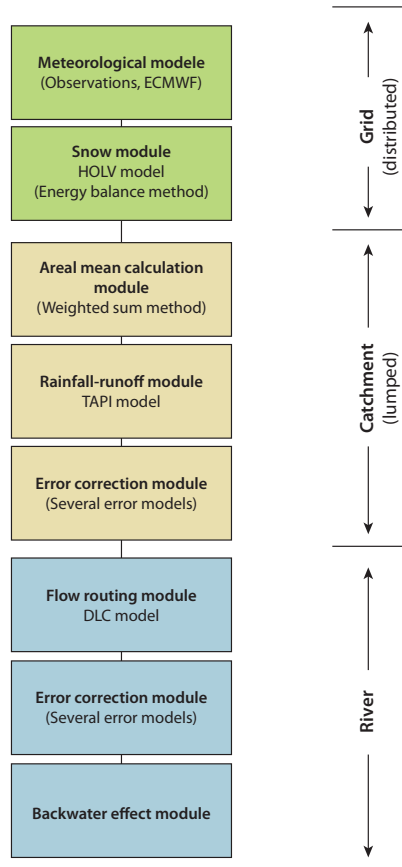 Meteorological modele
(Observations, ECMWF)
Snow module
HOLV model
(Energy balance method)
Grid
(distributed)
Areal mean calculation
module
(Weighted sum method)
Rainfall-runoff module
TAPI model
Error correction module
(Several error models)
Catchment
(lumped)
Flow routing module
DLC model
Error correction module
(Several error models)
Backwater effect module
River